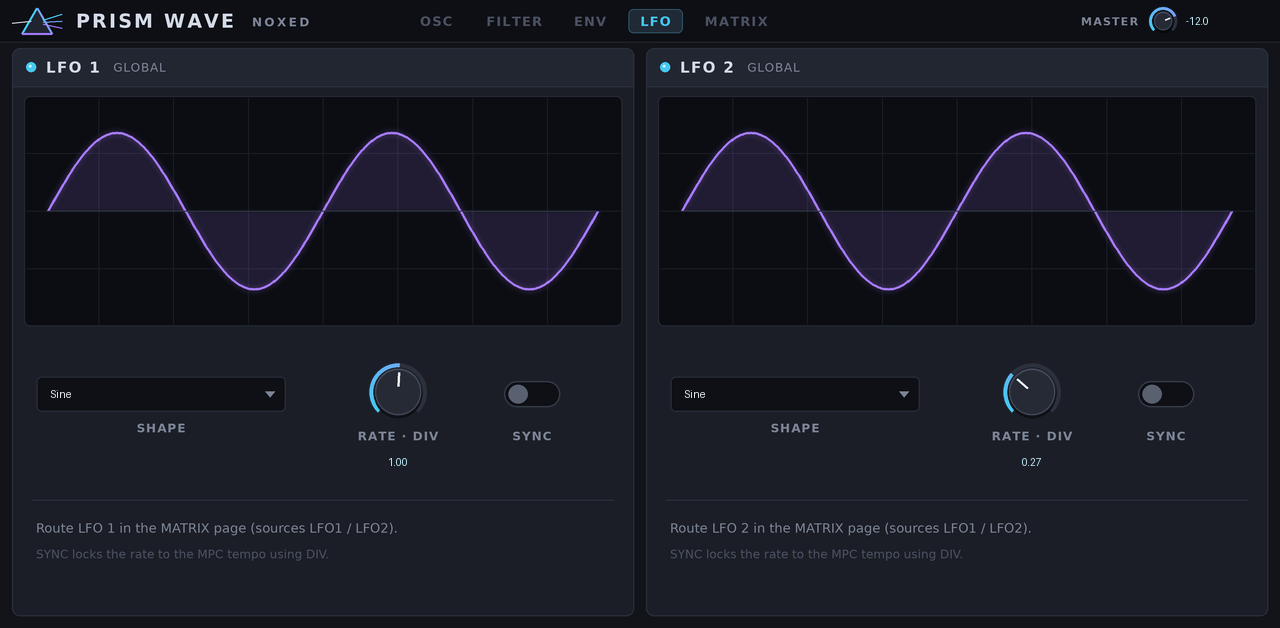 PRISM WAVE NOXED OSC FILTER ENV LFO MATRIX MASTER -12.0
LFO 1 GLOBAL
Sine
SHAPE
RATE · DIV
1.00
SYNC
Route LFO 1 in the MATRIX page (sources LFO1 / LFO2).
SYNC locks the rate to the MPC tempo using DIV.
LFO 2 GLOBAL
Sine
SHAPE
RATE · DIV
0.27
SYNC
Route LFO 2 in the MATRIX page (sources LFO1 / LFO2).
SYNC locks the rate to the MPC tempo using DIV.